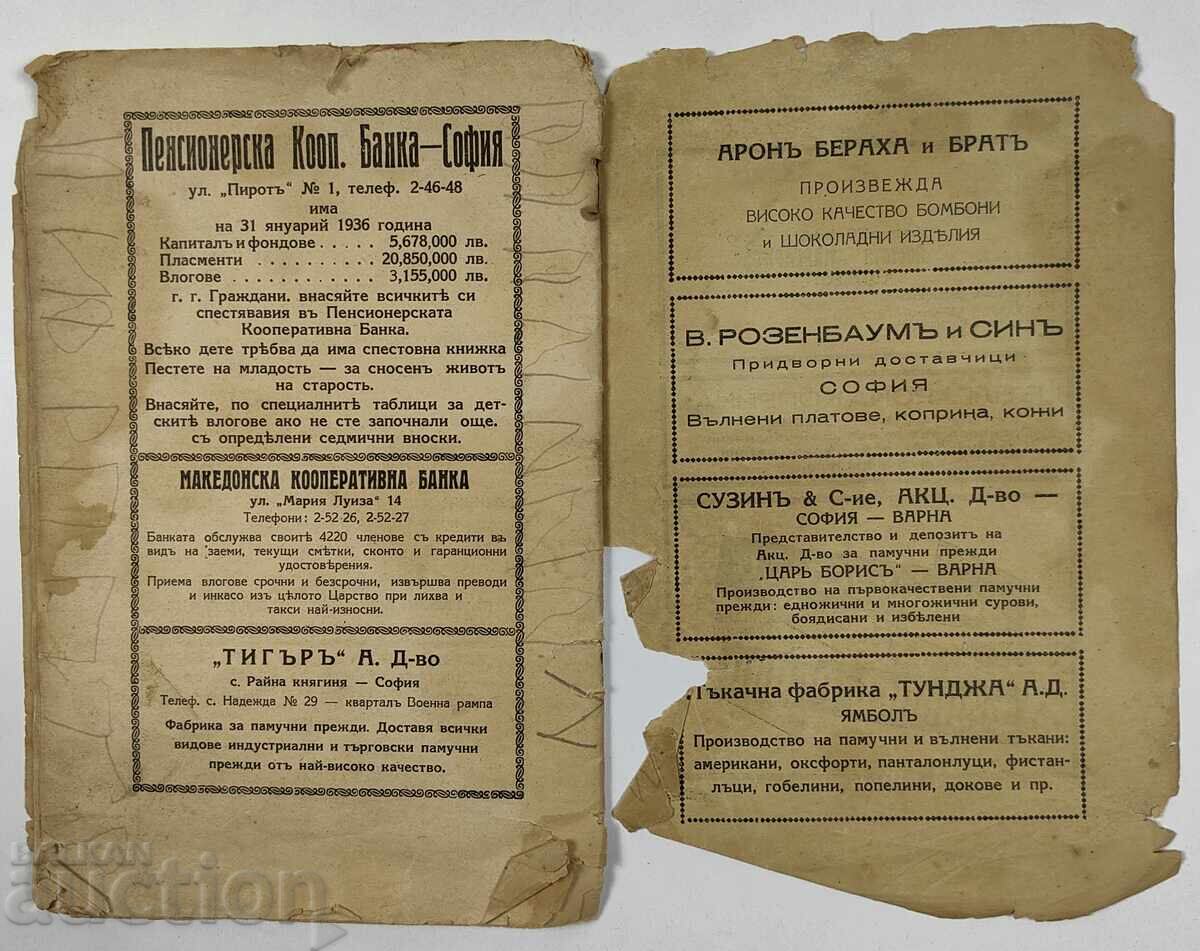 Пенсионерска Кооп. Банка—София
ул. „Пиротъ“ № 1, телеф. 2-46-48
има
на 31 януарий 1936 година
Капиталъ и фондове . . . . . 5,678,000 лв.
Пласменти . . . . . . . . . . . 20,850,000 лв.
Влогове . . . . . . . . . . . . 3,155,000 лв.
г. г. Граждани. внасяйте всичкитѣ си
спестявавия въ Пенсионерската
Кооперативна Банка.
Всѣко дете трѣбва да има спестовна книжка
Пестете на младость — за сносенъ животъ
на старость.
Внасяйте, по специалнитѣ таблици за дет-
скитѣ влогове ако не сте започнали още.
съ опредѣлени седмични вноски.
МАКЕДОНСКА КООПЕРАТИВНА БАНКА
ул. „Мария Луиза“ 14
Телефони: 2-52 26, 2-52-27
Банката обслужва своитѣ 4220 членове съ кредити въ
видъ на заеми, текущи смѣтки, сконто и гаранционни
удостовѣрения.
Приема влогове срочни и безсрочни, извършва преводи
и инкасо изъ цѣлото Царство при лихва и
такси най-износни.
„ТИГЪРЪ“ А. Д-во
с. Райна княгиня — София
Телеф. с. Надежда № 29 — кварталъ Военна рампа
Фабрика за памучни прежди. Доставя всички
видове индустриални и търговски памучни
прежди отъ най-високо качество.
АРОНЪ БЕРАХА и БРАТЪ
ПРОИЗВЕЖДА
ВИСОКО КАЧЕСТВО БОМБОНИ
и ШОКОЛАДНИ ИЗДѢЛИЯ
В. РОЗЕНБАУМЪ и СИНЪ
Придворни доставчици
СОФИЯ
Вълнени платове, коприна, кожи
СУЗИНЪ & С-ие, АКЦ. Д-во —
СОФИЯ — ВАРНА
Представителство и депозитъ на
Акц. Д-во за памучни прежди
„ЦАРЬ БОРИСЪ“ — ВАРНА
Производство на първокачествени памучни
прежди: едножични и многожични сурови,
боядисани и избѣлени
Тъкачна фабрика „ТУНДЖА“ А.Д.
ЯМБОЛЪ
Производство на памучни и вълнени тъкани:
американи, оксфорти, панталонлуци, фистан-
лъци, гобелини, попелини, докове и пр.
BALKAN
auction